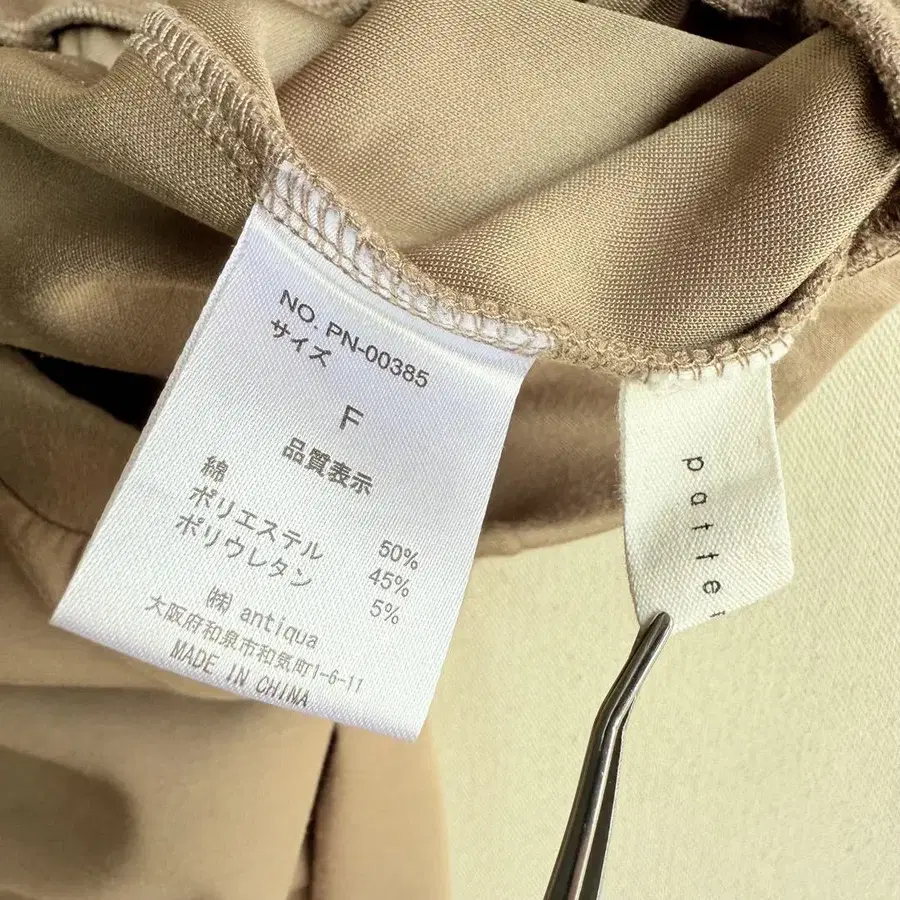 NO. PN-00385
サイズ
F
品質表示
綿 50%
ポリエステル 45%
ポリウレタン 5%
㈱ antiqua
大阪府和泉市和気町1-6-11
MADE IN CHINA